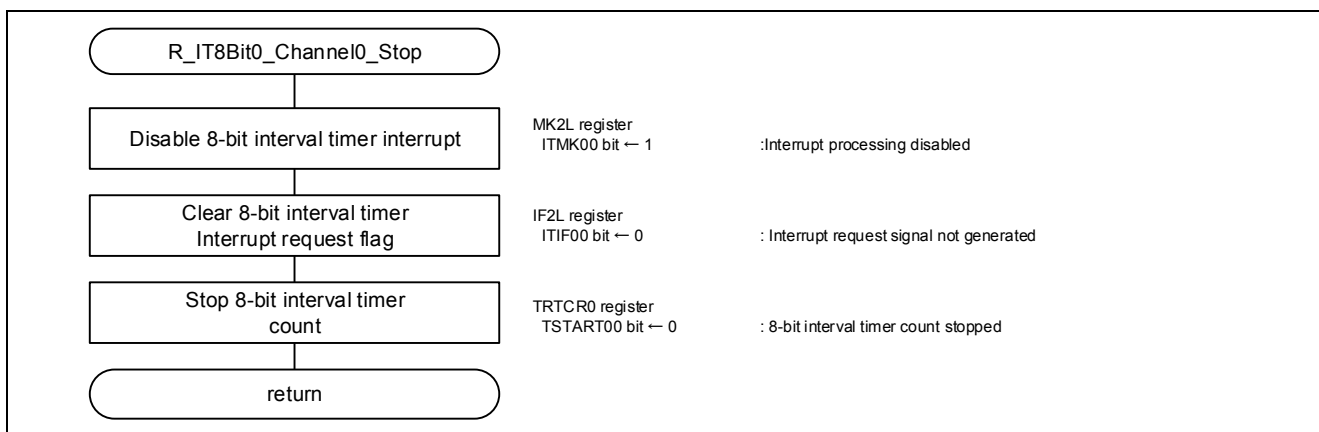 R_IT8Bit0_Channel0_Stop
Disable 8-bit interval timer interrupt
MK2L register
ITMK00 bit ← 1 :Interrupt processing disabled
Clear 8-bit interval timer
Interrupt request flag
IF2L register
ITIF00 bit ← 0 : Interrupt request signal not generated
Stop 8-bit interval timer
count
TRTCR0 register
TSTART00 bit ← 0 : 8-bit interval timer count stopped
return